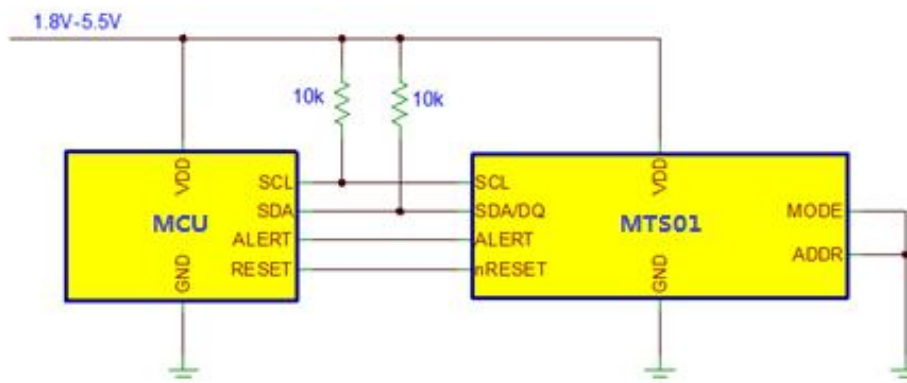 1.8V-5.5V
10k
10k
VDD
SCL
SDA
ALERT
RESET
GND
MCU
VDD
SCL
SDA/DQ
ALERT
nRESET
GND
MTS01
MODE
ADDR